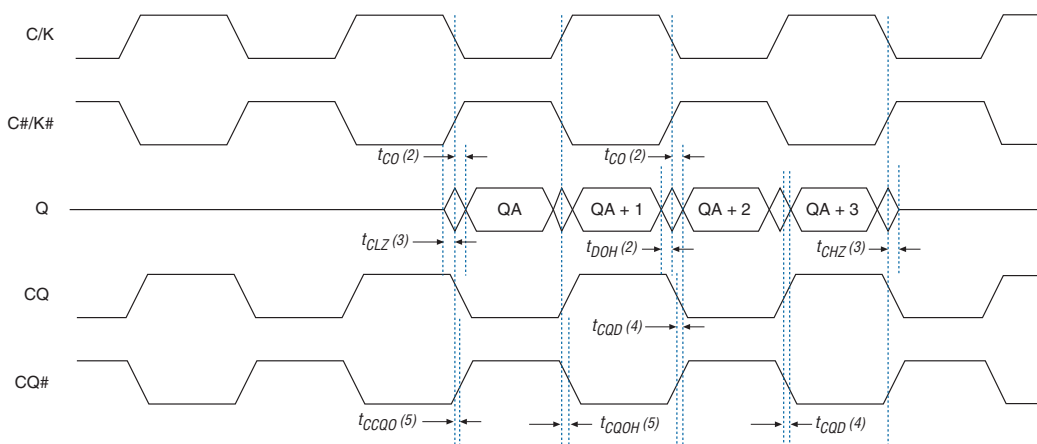 C/K
C#/K#
tCO (2) tCO (2)
Q QA QA + 1 QA + 2 QA + 3
tCLZ (3) tDOH (2) tCHZ (3)
CQ
tCQD (4)
CQ#
tCCQO (5) tCQOH (5) tCQD (4)